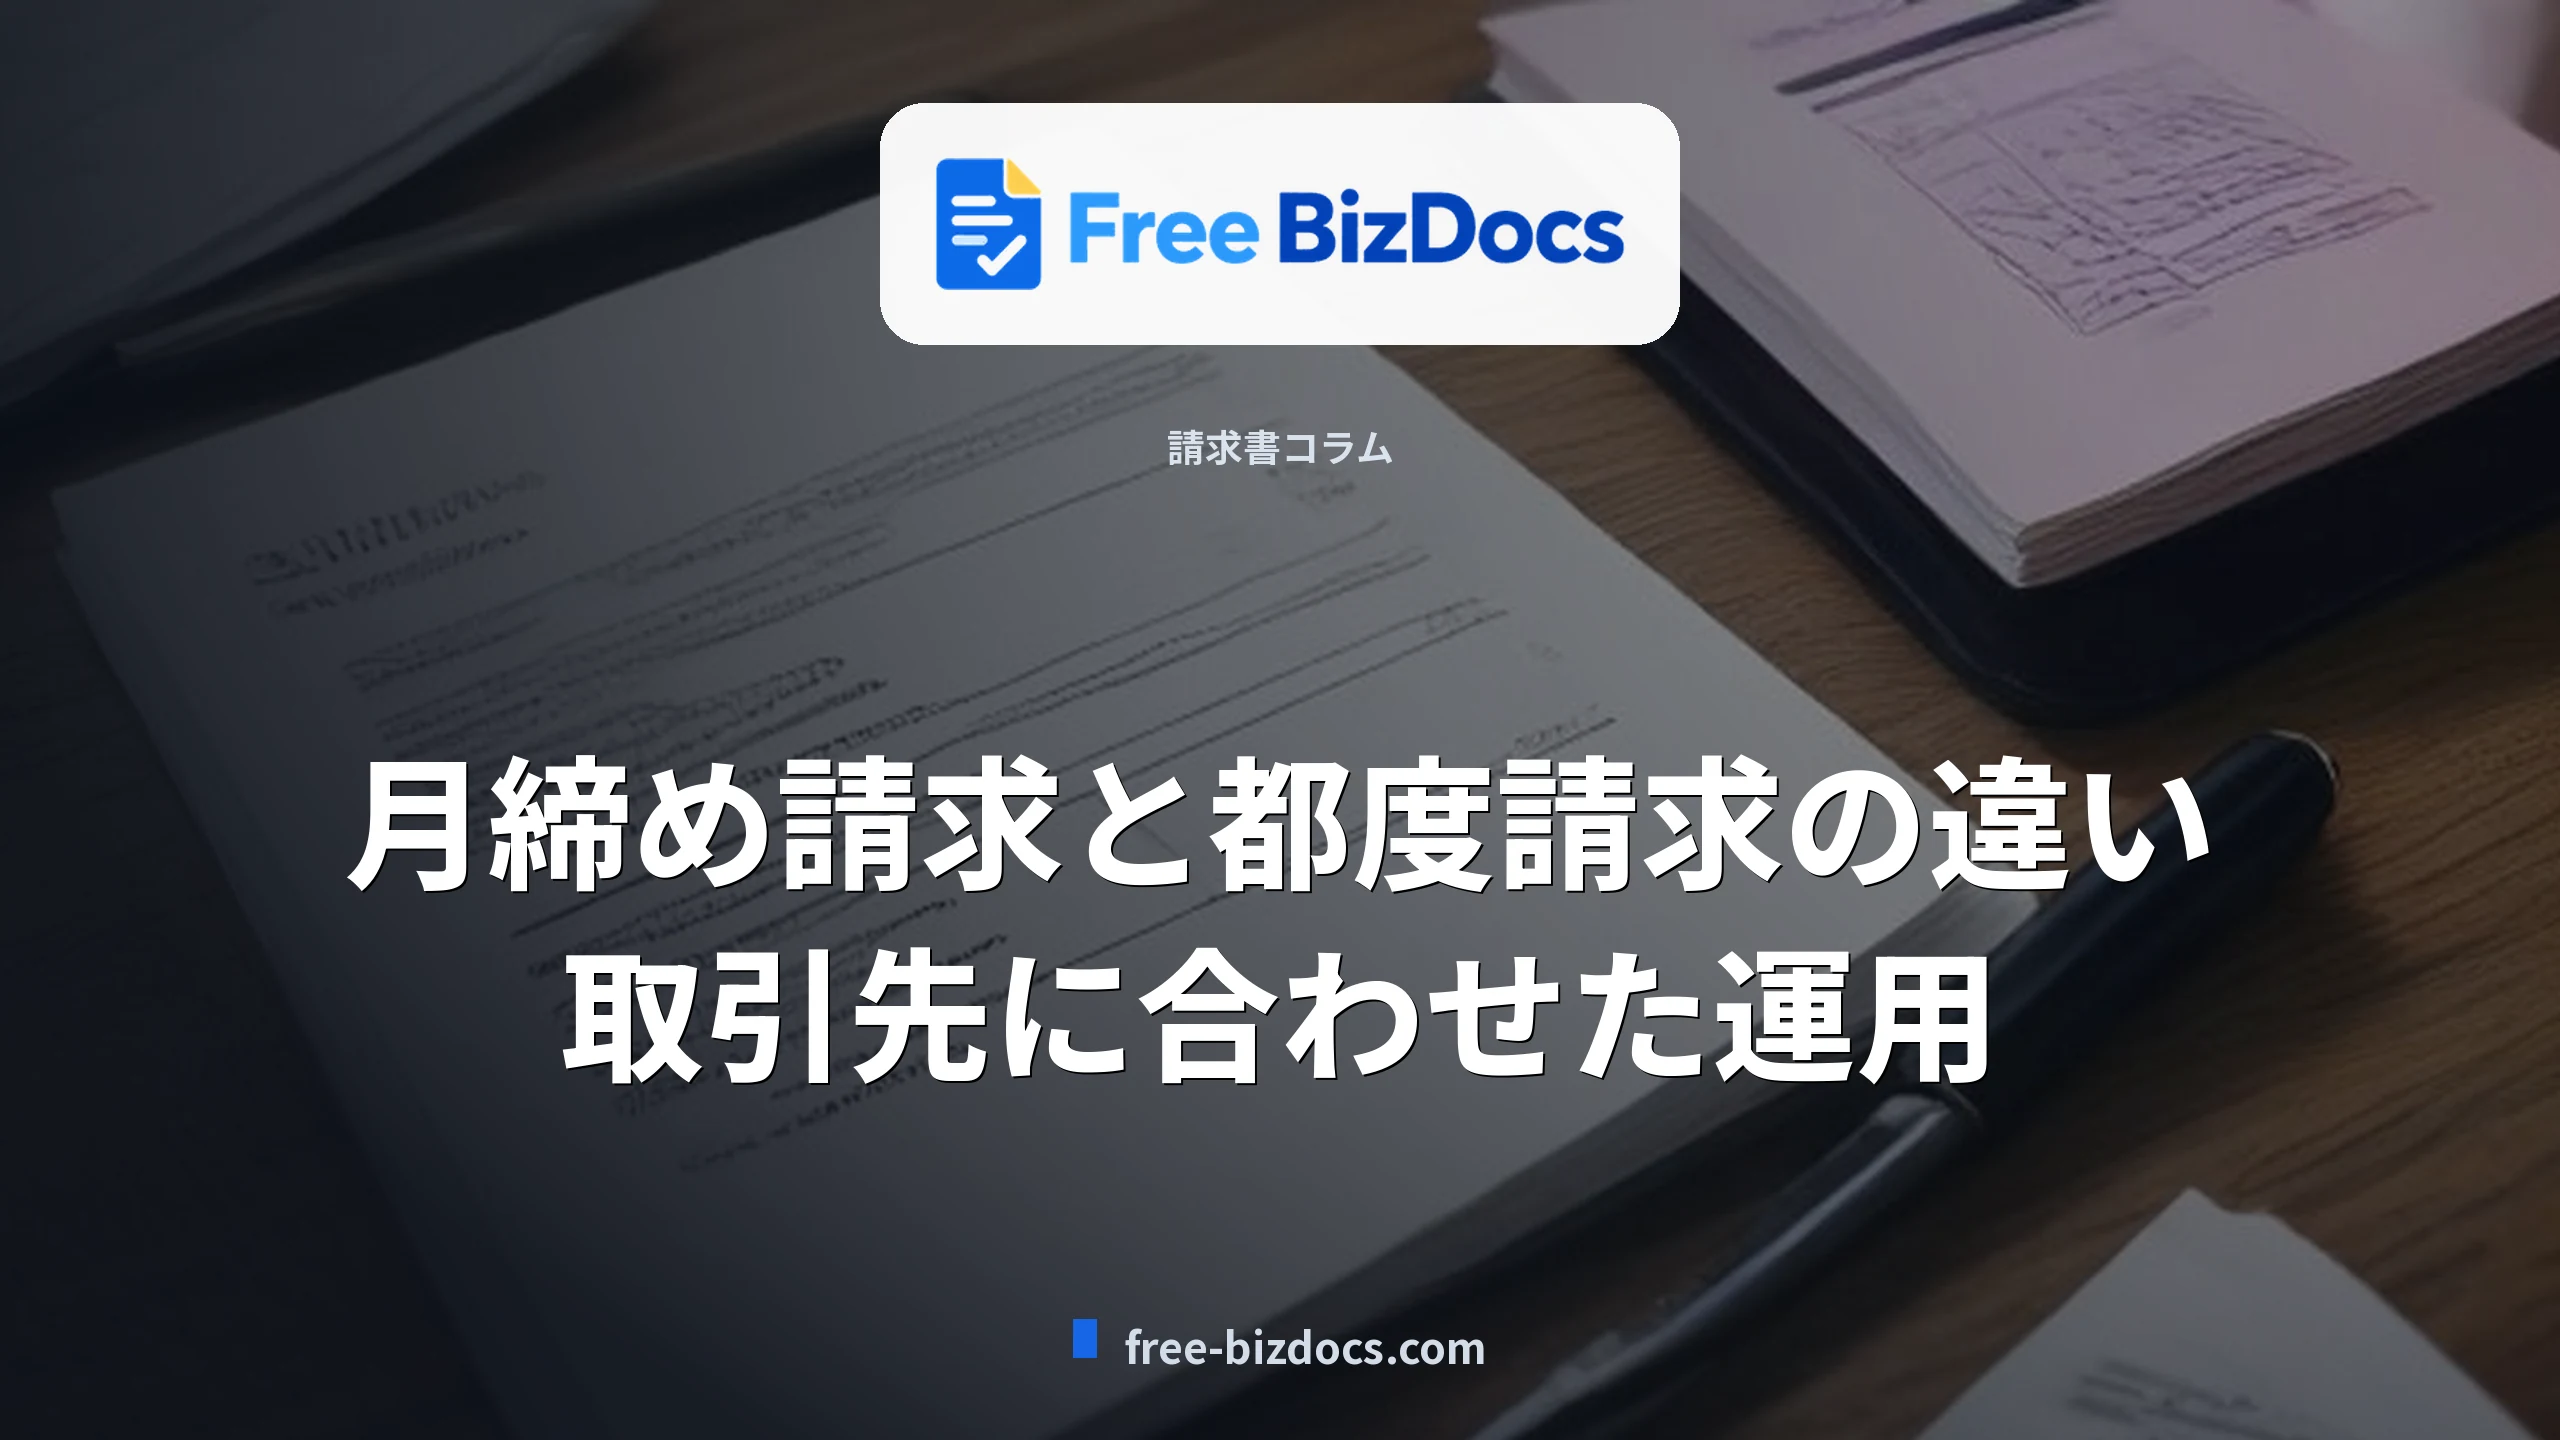 Free BizDocs
請求書コラム
月締め請求と都度請求の違い
取引先に合わせた運用
free-bizdocs.com